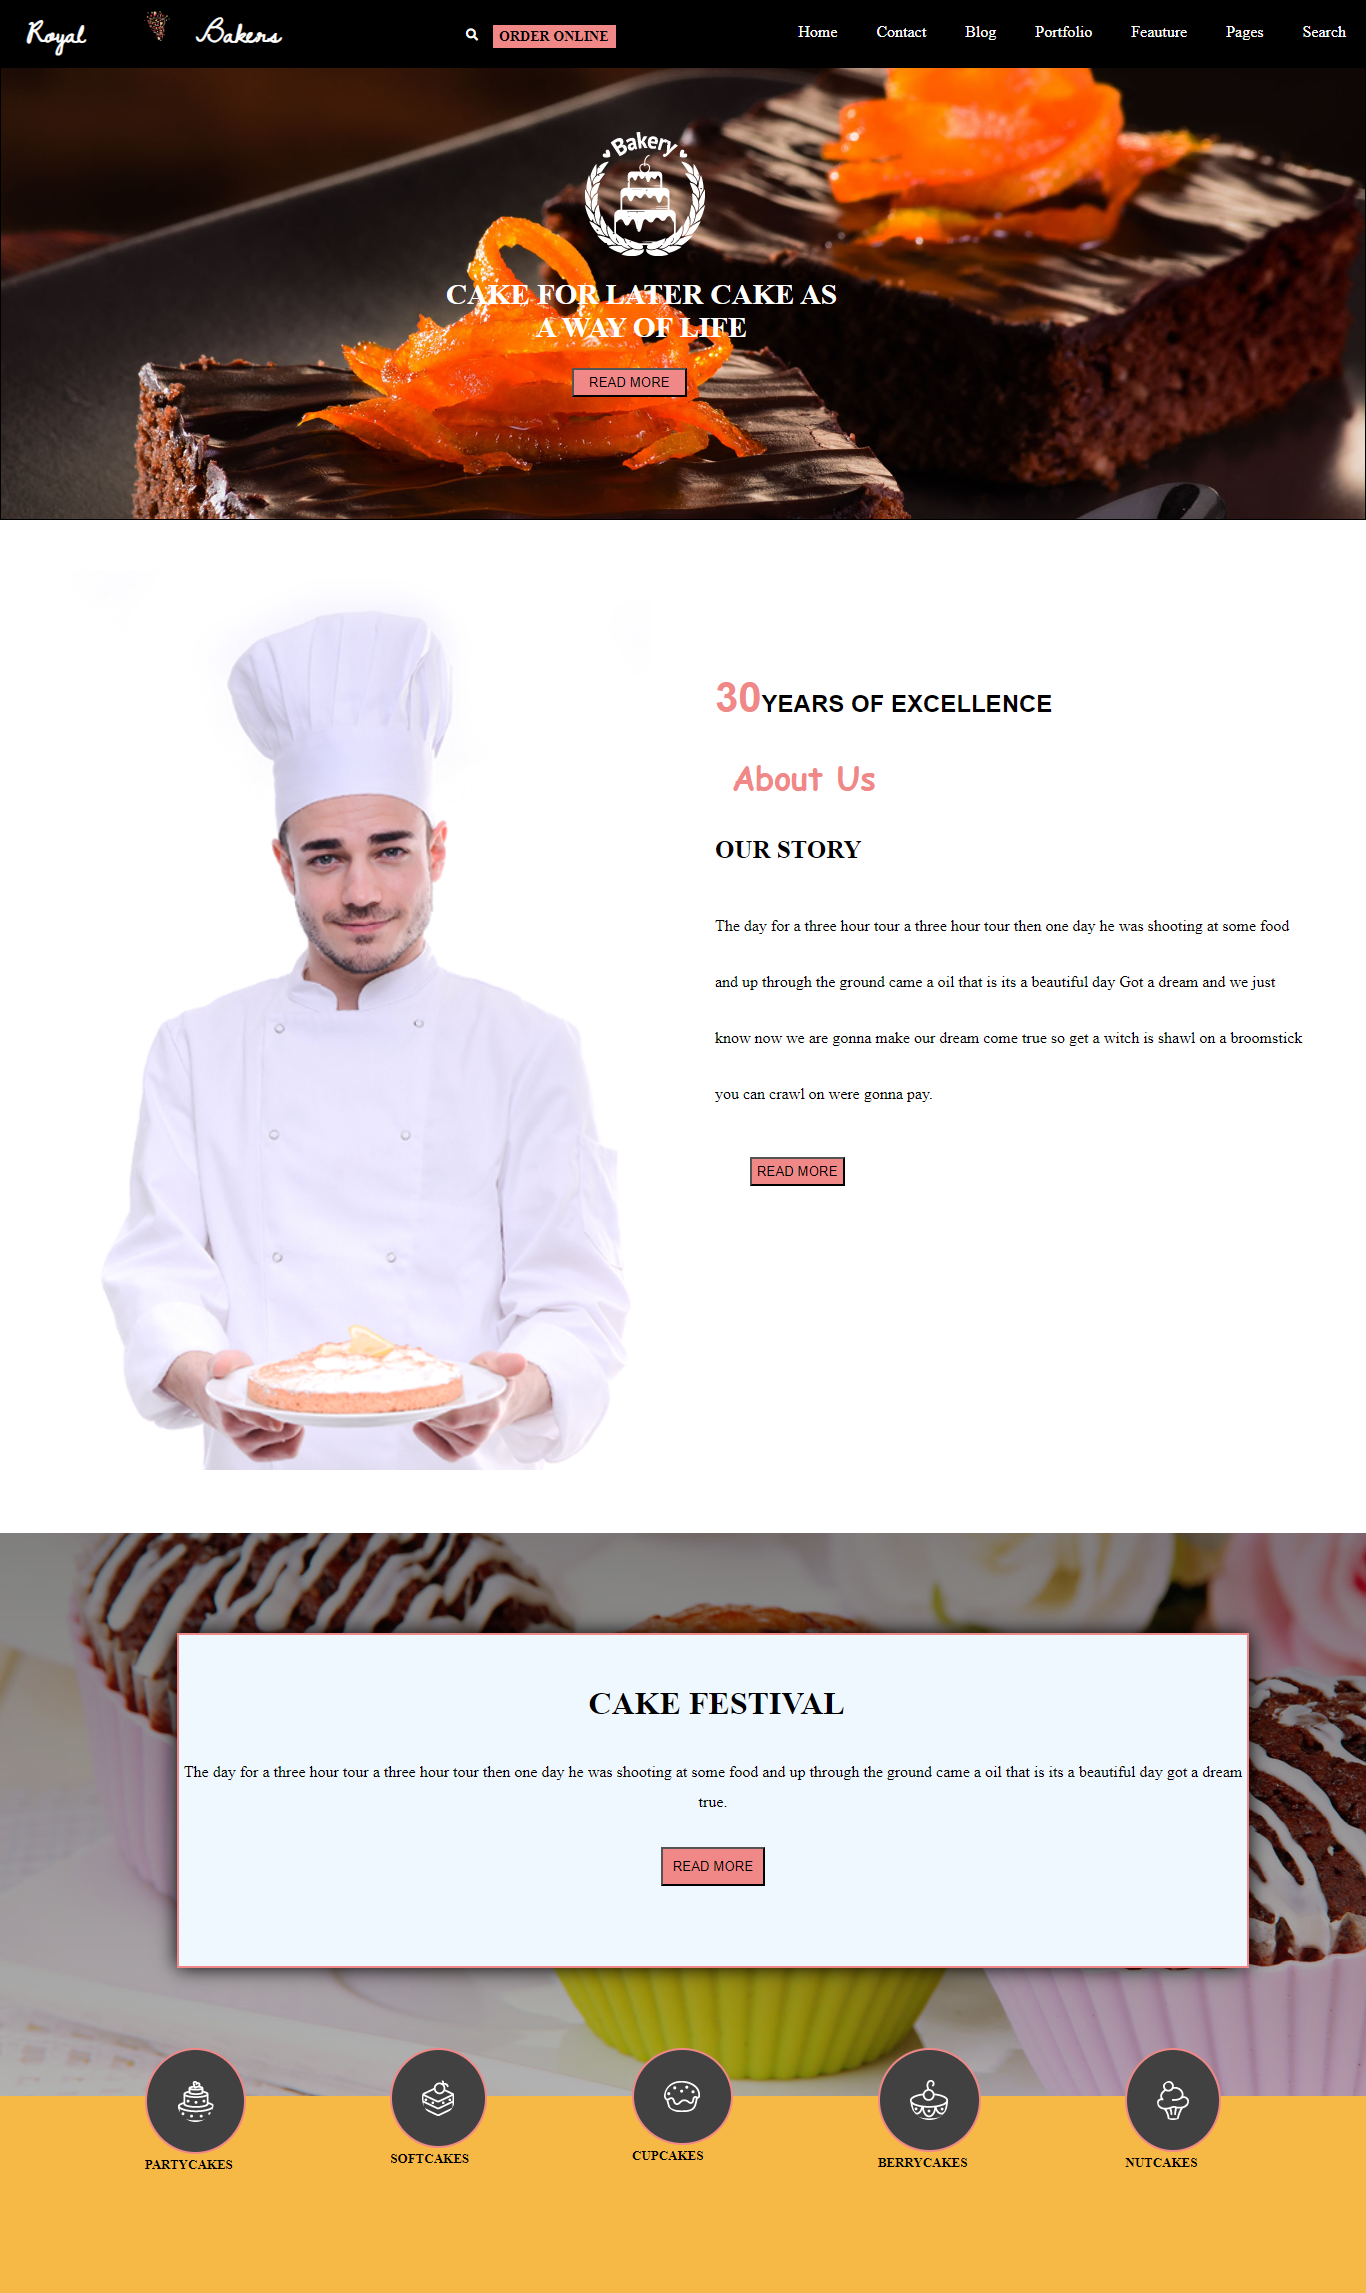 Royal Bakers
ORDER ONLINE
Home Contact Blog Portfolio Feauture Pages Search
Bakery
CAKE FOR LATER CAKE AS
A WAY OF LIFE
READ MORE
30YEARS OF EXCELLENCE
About Us
OUR STORY
The day for a three hour tour a three hour tour then one day he was shooting at some food
and up through the ground came a oil that is its a beautiful day Got a dream and we just
know now we are gonna make our dream come true so get a witch is shawl on a broomstick
you can crawl on were gonna pay.
READ MORE
CAKE FESTIVAL
The day for a three hour tour a three hour tour then one day he was shooting at some food and up through the ground came a oil that is its a beautiful day got a dream
true.
READ MORE
PARTYCAKES
SOFTCAKES
CUPCAKES
BERRYCAKES
NUTCAKES